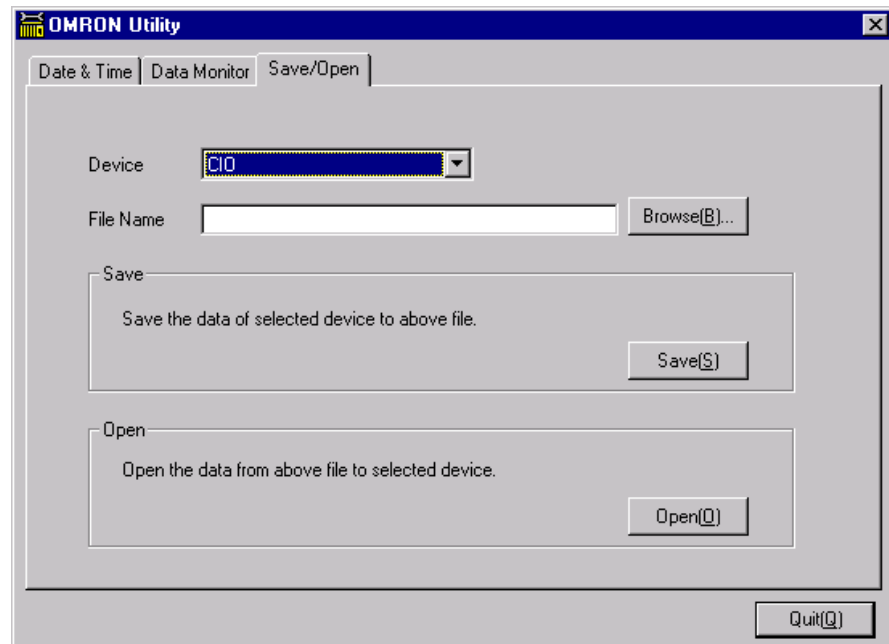 OMRON Utility
Date & Time Data Monitor Save/Open
Device CIO
File Name Browse(B)...
Save
Save the data of selected device to above file.
Save(S)
Open
Open the data from above file to selected device.
Open(O)
Quit(Q)